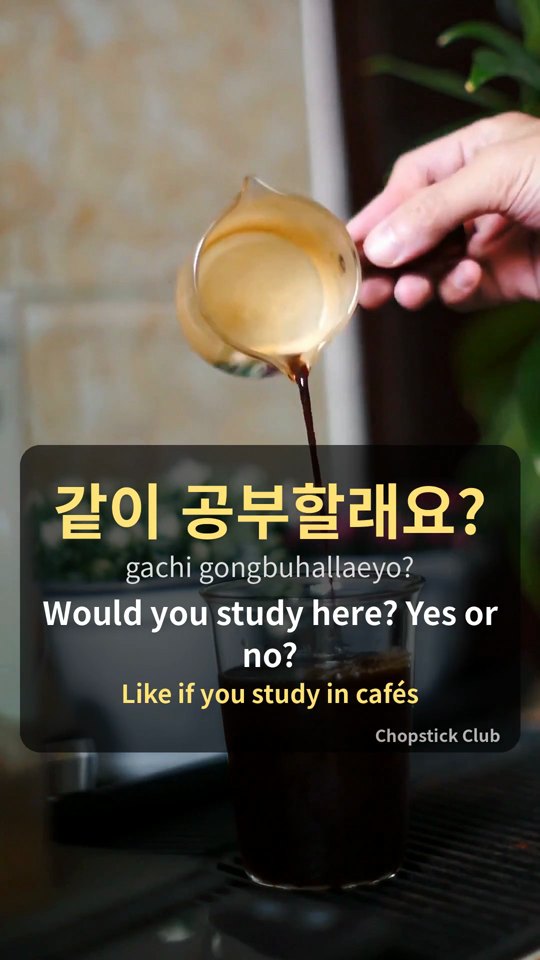 같이 공부할래요?
gachi gongbuhallaeyo?
Would you study here? Yes or
no?
Like if you study in cafés
Chopstick Club